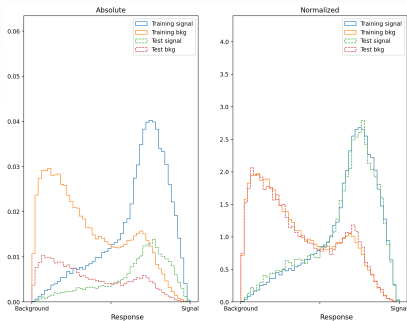 Absolute
Training signal
Training bkg
Test signal
Test bkg
0.06
0.05
0.04
0.03
0.02
0.01
0.00
Background
Signal
Response
Normalized
Training signal
Training bkg
Test signal
Test bkg
4.0
3.5
3.0
2.5
2.0
1.5
1.0
0.5
0.0
Background
Signal
Response